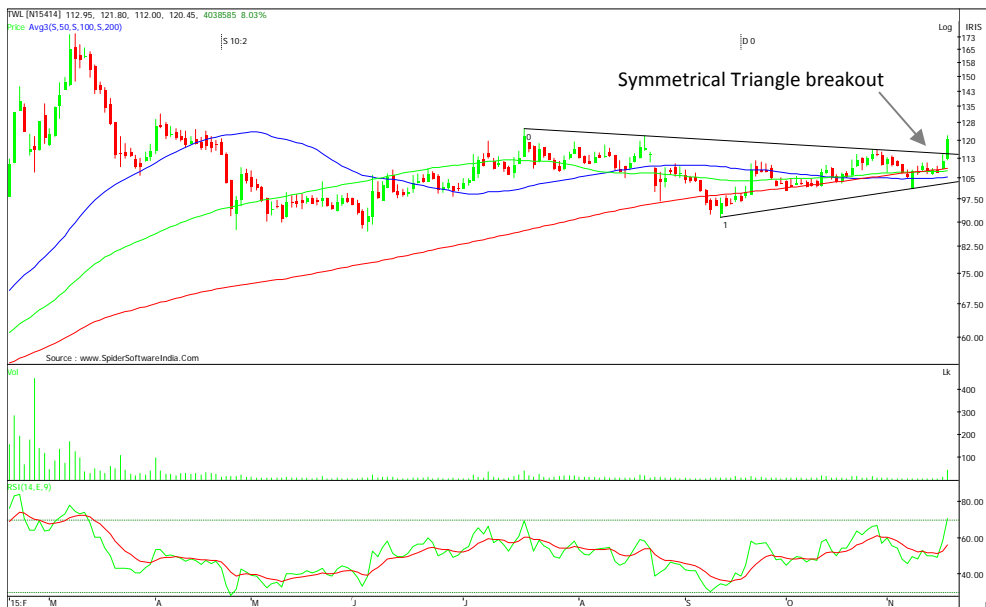 TWL [N15414] 112.95, 121.80, 112.00, 120.45, 4038585 8.03%
Price Avg3(S,50,S,100,S,200)
Log
IRIS
S 10:2
D 0
Symmetrical Triangle breakout
0
1
173
165
158
150
143
135
128
120
113
105
97.50
90.00
82.50
75.00
67.50
60.00
Source : www.SpiderSoftwareIndia.Com
Vol
Lk
400
300
200
100
RSI(14,E,9)
80.00
60.00
40.00
'15:F M A M J J A S O N